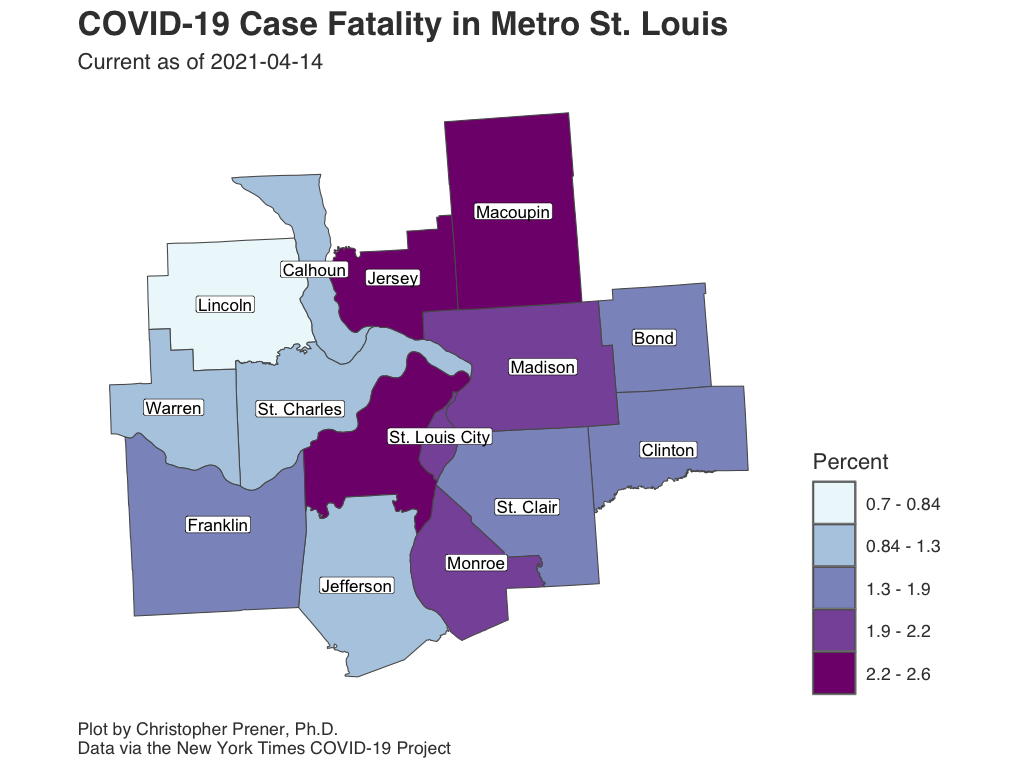 COVID-19 Case Fatality in Metro St. Louis
Current as of 2021-04-14
Macoupin
Calhoun
Jersey
Lincoln
Bond
Madison
Warren
St. Charles
St. Louis City
Clinton
St. Clair
Franklin
Monroe
Jefferson
Percent
0.7 - 0.84
0.84 - 1.3
1.3 - 1.9
1.9 - 2.2
2.2 - 2.6
Plot by Christopher Prener, Ph.D.
Data via the New York Times COVID-19 Project